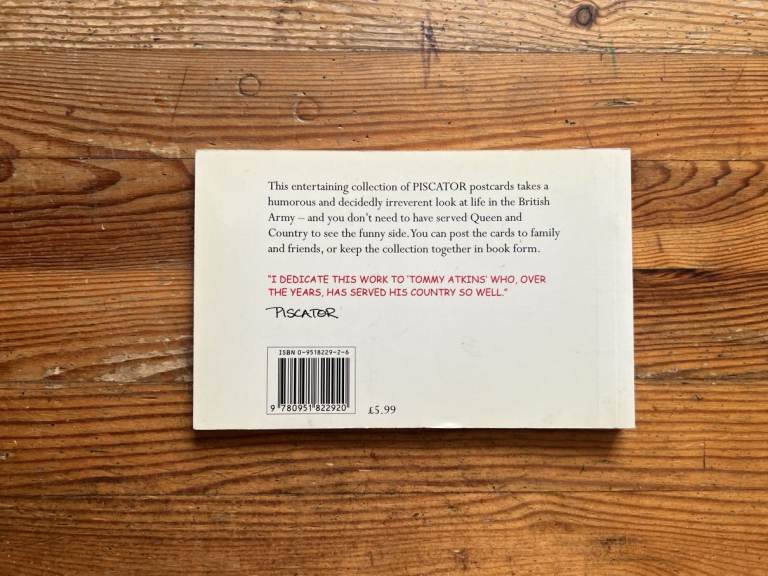 This entertaining collection of PISCATOR postcards takes a
humorous and decidedly irreverent look at life in the British
Army – and you don't need to have served Queen and
Country to see the funny side. You can post the cards to family
and friends, or keep the collection together in book form.
"I DEDICATE THIS WORK TO 'TOMMY ATKINS' WHO, OVER
THE YEARS, HAS SERVED HIS COUNTRY SO WELL."
PISCATOR
ISBN 0-9518229-2-6
9 780951 822920
£5.99